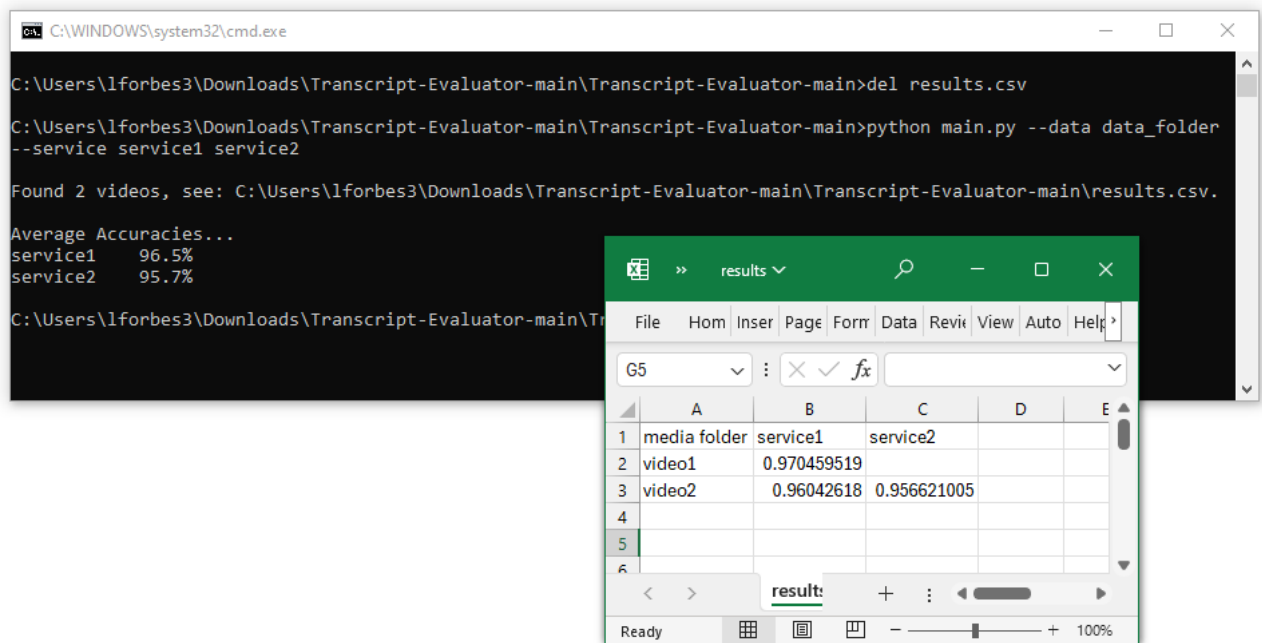 C:\WINDOWS\system32\cmd.exe
C:\Users\lforbes3\Downloads\Transcript-Evaluator-main\Transcript-Evaluator-main>del results.csv
C:\Users\lforbes3\Downloads\Transcript-Evaluator-main\Transcript-Evaluator-main>python main.py --data data_folder
--service service1 service2
Found 2 videos, see: C:\Users\lforbes3\Downloads\Transcript-Evaluator-main\Transcript-Evaluator-main\results.csv.
Average Accuracies...
service1 96.5%
service2 95.7%
C:\Users\lforbes3\Downloads\Transcript-Evaluator-main\Tr
results
File Hom Inser Page Form Data Revie View Auto Help
G5 fx
A B C D E
1 media folder service1 service2
2 video1 0.970459519
3 video2 0.96042618 0.956621005
4
5
6
results
Ready 100%